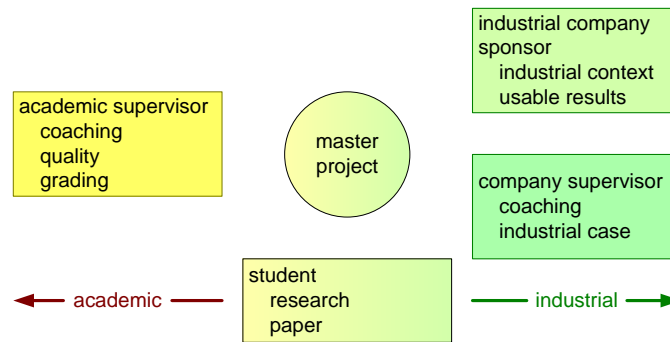 industrial company
sponsor
industrial context
usable results
academic supervisor
coaching
quality
grading
master
project
company supervisor
coaching
industrial case
student
research
paper
academic
industrial